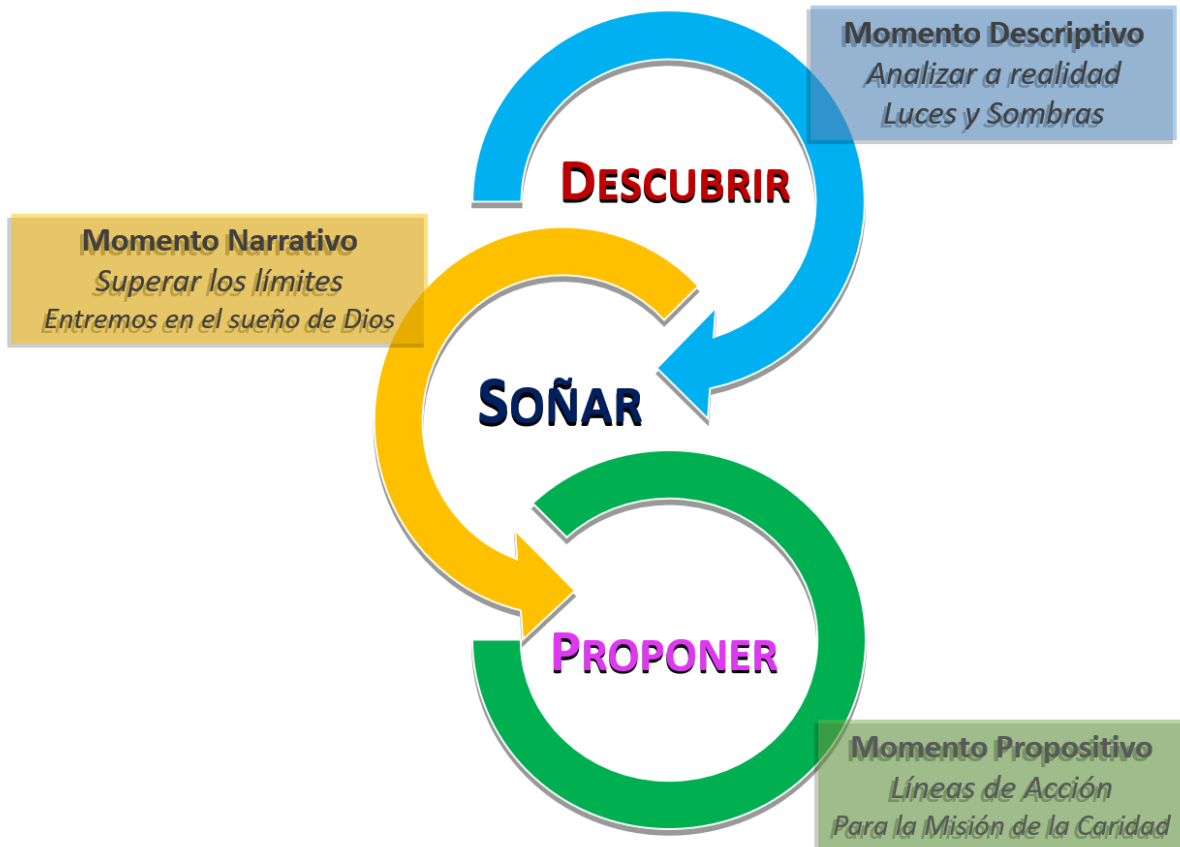 Momento Descriptivo
Analizar a realidad
Luces y Sombras
DESCUBRIR
Momento Narrativo
Superar los límites
Entremos en el sueño de Dios
SOÑAR
PROPONER
Momento Propositivo
Líneas de Acción
Para la Misión de la Caridad